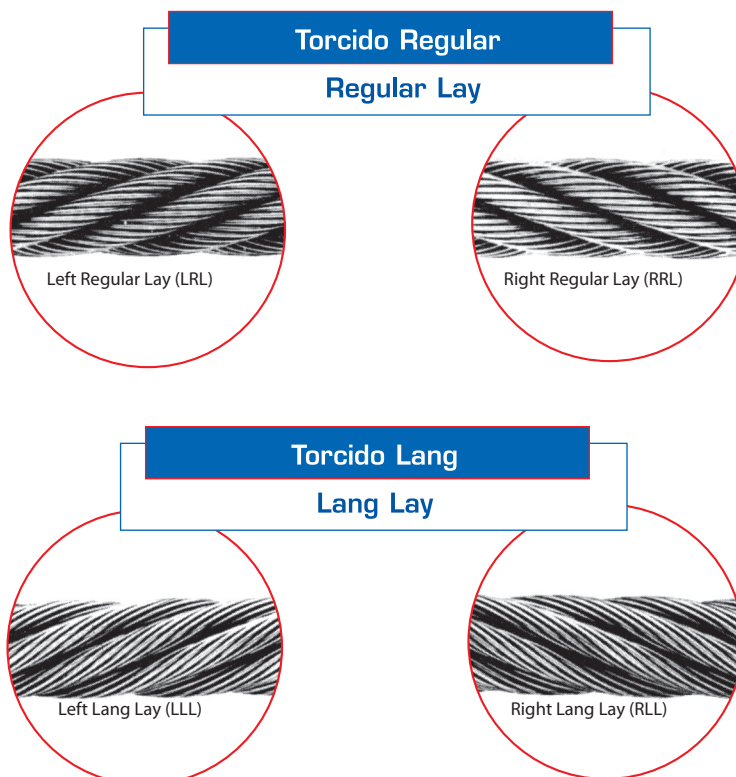 Torcido Regular
Regular Lay
Left Regular Lay (LRL)
Right Regular Lay (RRL)
Torcido Lang
Lang Lay
Left Lang Lay (LLL)
Right Lang Lay (RLL)